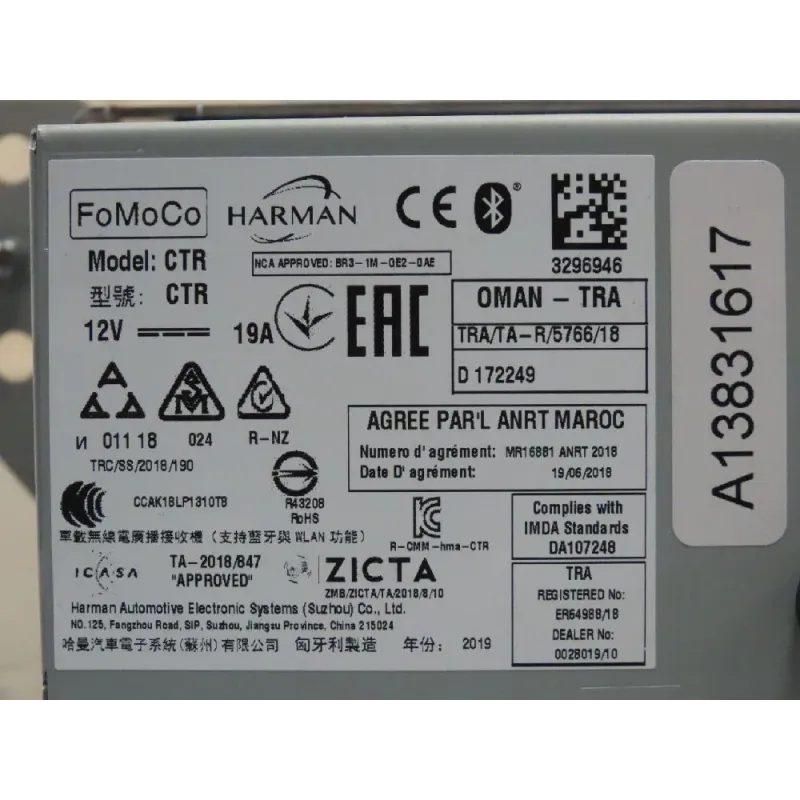 FoMoCo
HARMAN
CE
®
3296946
Model: CTR
NCA APPROVED: BR3-1M-GE2-0AE
型號: CTR
12V 19A
EAC
OMAN - TRA
TRA/TA-R/5766/18
D 172249
И 011 18
024
R-NZ
TRC/SS/2018/190
AGREE PAR'L ANRT MAROC
Numero d'agrément: MR16881 ANRT 2018
Date D'agrément: 19/06/2018
CCAK18LP1310T8
R43208
RoHS
車載無線電廣播接收機 (支持藍牙與 WLAN 功能)
R-CMM-hma-CTR
Complies with
IMDA Standards
DA107248
ICASA
TA-2018/847
"APPROVED"
ZICTA
ZMB/ZICTA/TA/2018/8/10
TRA
REGISTERED No:
ER64988/18
DEALER No:
0028019/10
Harman Automotive Electronic Systems (Suzhou) Co., Ltd.
NO.125, Fangzhou Road, SIP, Suzhou, Jiangsu Province, China 215024
哈曼汽車電子系統(蘇州)有限公司 匈牙利製造 年份: 2019
A13831617